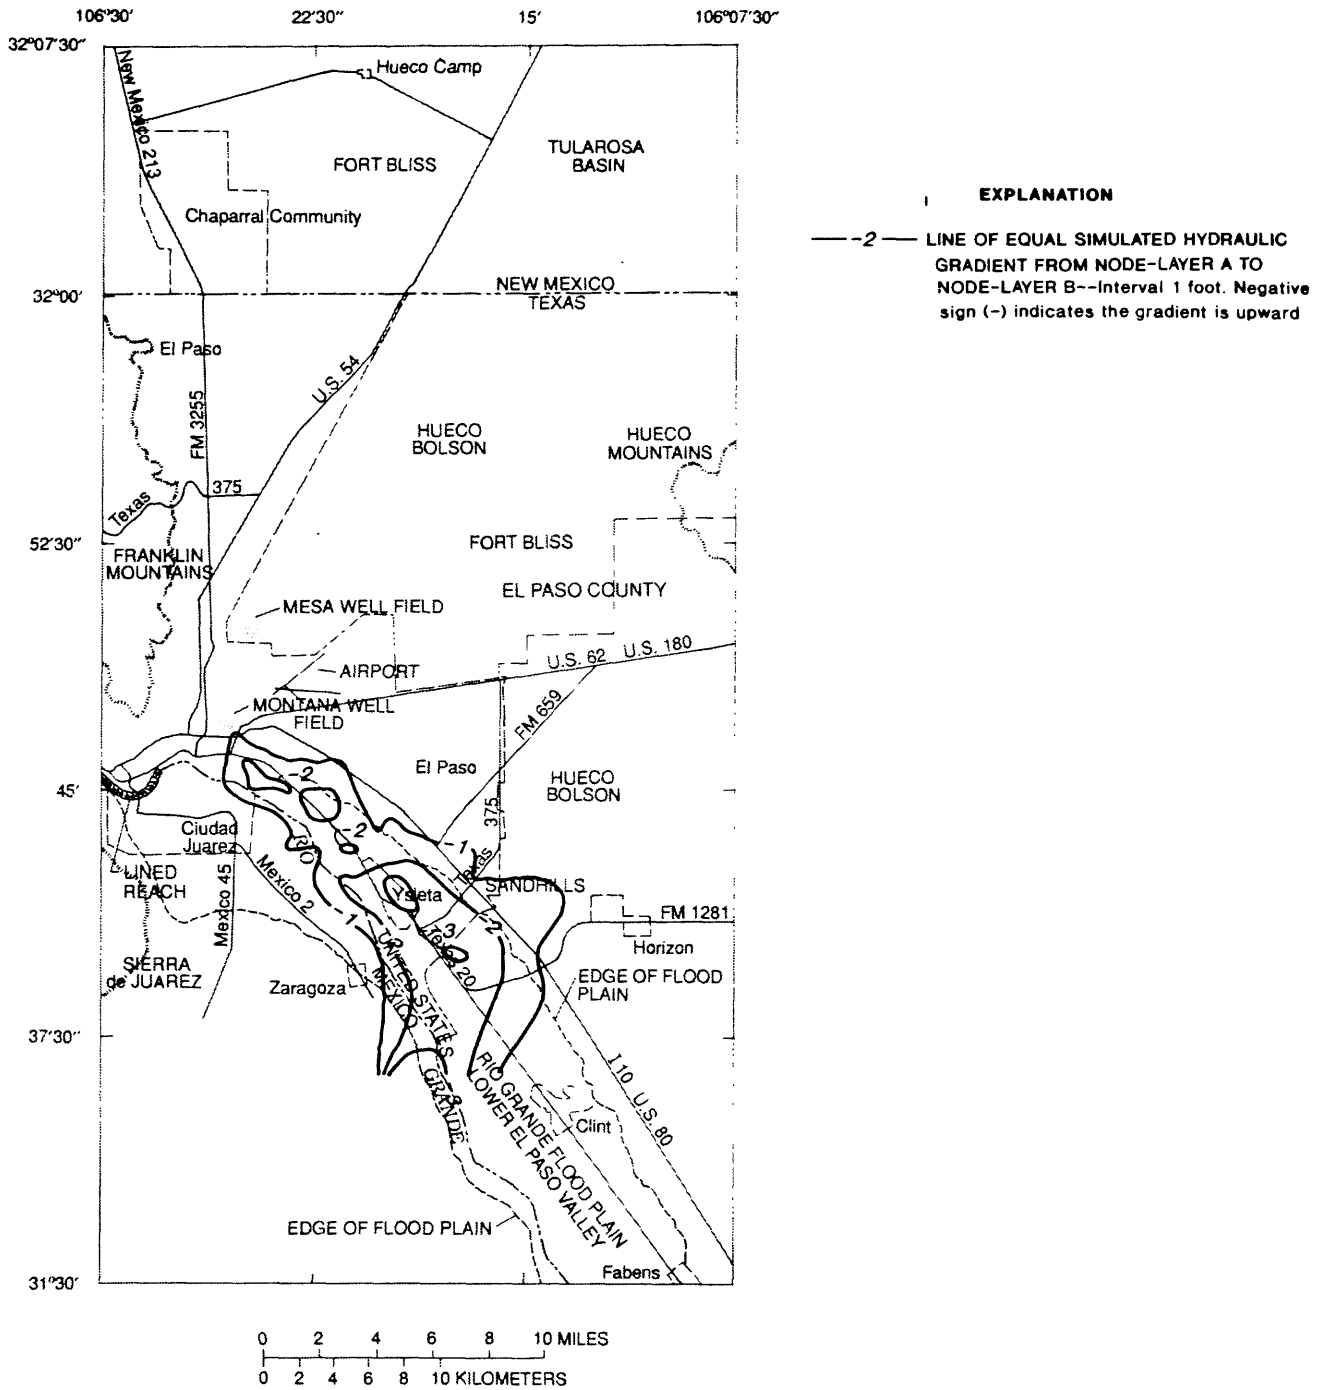 106°30′ 22′30″ 15′ 106°07′30″
32°07′30″
Hueco Camp
New Mexico 213
TULAROSA
BASIN
FORT BLISS
Chaparral Community
EXPLANATION
-2
LINE OF EQUAL SIMULATED HYDRAULIC
GRADIENT FROM NODE-LAYER A TO
NODE-LAYER B--Interval 1 foot. Negative
sign (-) indicates the gradient is upward
32°00′
NEW MEXICO
TEXAS
El Paso
U.S. 54
FM 3255
HUECO
BOLSON
HUECO
MOUNTAINS
Texas 375
52′30″
FRANKLIN
MOUNTAINS
FORT BLISS
EL PASO COUNTY
MESA WELL FIELD
AIRPORT
U.S. 62 U.S. 180
MONTANA WELL
FIELD
FM 659
El Paso
HUECO
BOLSON
45′
-2
375
Ciudad
Juarez
RIO
-2
-1
Texas
LINED
REACH
Mexico 45
Mexico 2
Ysleta
SANDHILLS
-1
-2
FM 1281
Horizon
-3
Texas 20
-2
SIERRA
de JUAREZ
UNITED STATES
MEXICO
Zaragoza
EDGE OF FLOOD
PLAIN
37′30″
I 10 U.S. 80
GRANDE
-3
RIO GRANDE FLOOD PLAIN
LOWER EL PASO VALLEY
Clint
EDGE OF FLOOD PLAIN
Fabens
31°30′
0 2 4 6 8 10 MILES
0 2 4 6 8 10 KILOMETERS